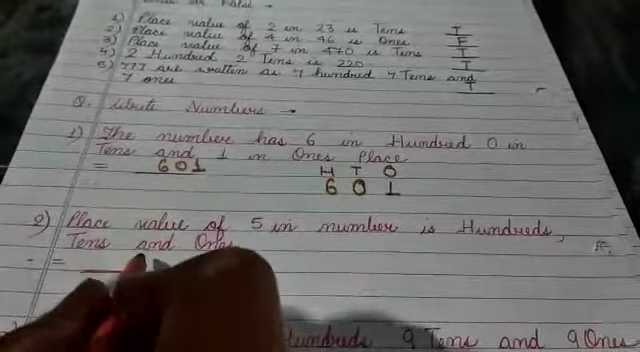 1) Place value of 2 in 23 is Tens T
2) Place value of 4 in 46 is Ones F
3) Place value of 7 in 470 is Tens T
4) 2 Hundred 2 Tens is 220 T
5) 777 are written as 7 hundred 7 Tens and
7 ones T
Q. Write Numbers →
1) The number has 6 in Hundred 0 in
Tens and 1 in Ones Place
= 601 H T O
6 0 1
2) Place value of 5 in number is Hundreds,
Tens and Ones
- =
Hundreds 9 Tens and 9 Ones